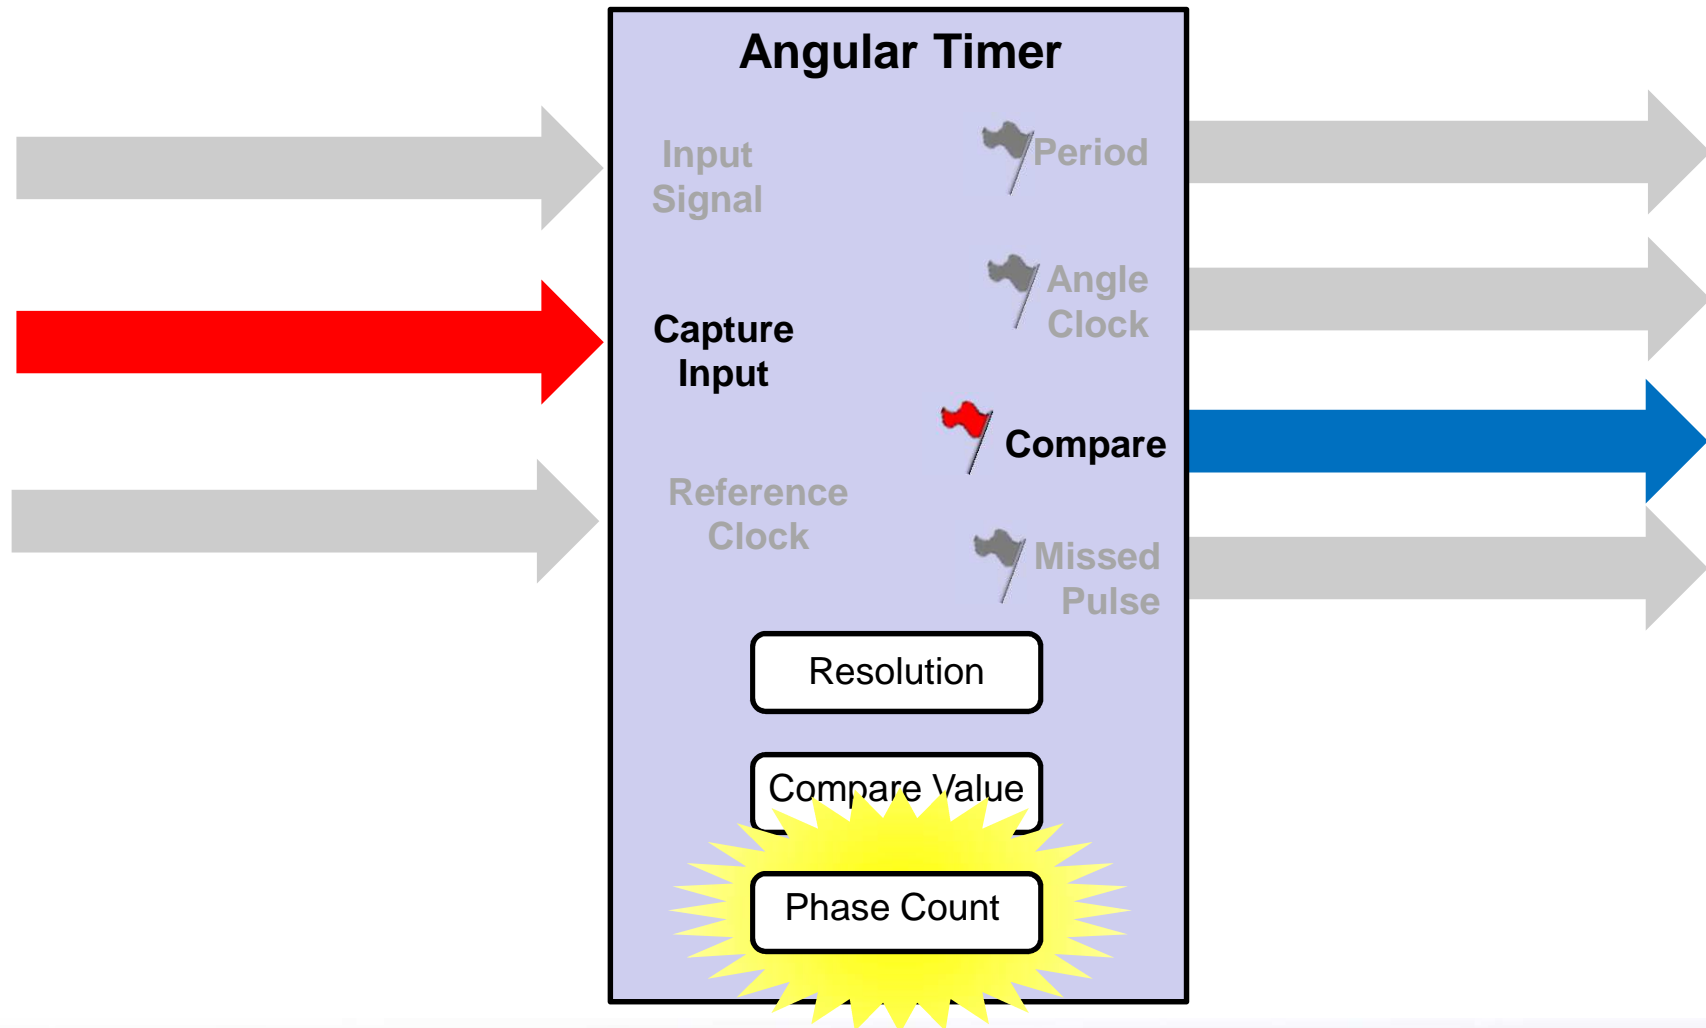 Angular Timer
Input
Signal
Period
Angle
Clock
Capture
Input
Compare
Reference
Clock
Missed
Pulse
Resolution
Compare Value
Phase Count